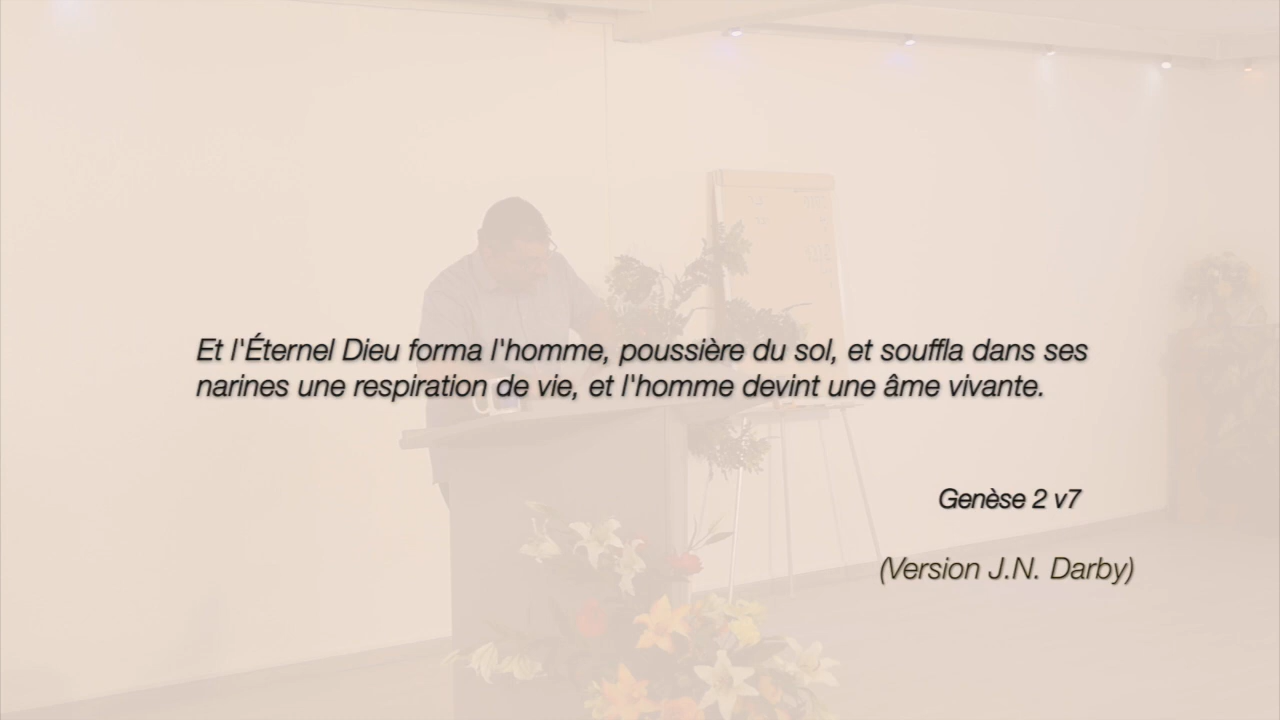 Et l'Éternel Dieu forma l'homme, poussière du sol, et souffla dans ses
narines une respiration de vie, et l'homme devint une âme vivante.
Genèse 2 v7
(Version J.N. Darby)